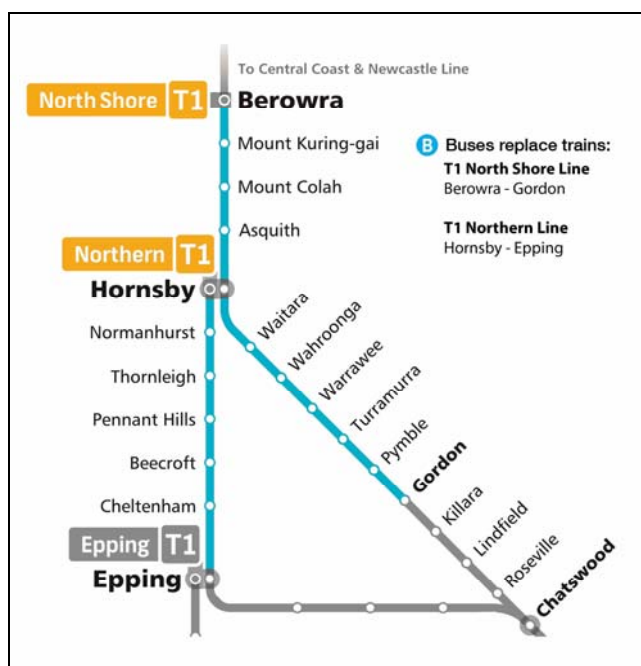 To Central Coast & Newcastle Line
North Shore T1
Berowra
Mount Kuring-gai
Mount Colah
Asquith
B Buses replace trains:
T1 North Shore Line
Berowra - Gordon
T1 Northern Line
Hornsby - Epping
Northern T1
Hornsby
Normanhurst
Thornleigh
Pennant Hills
Beecroft
Cheltenham
Epping T1
Epping
Waitara
Wahroonga
Warrawee
Turramurra
Pymble
Gordon
Killara
Lindfield
Roseville
Chatswood